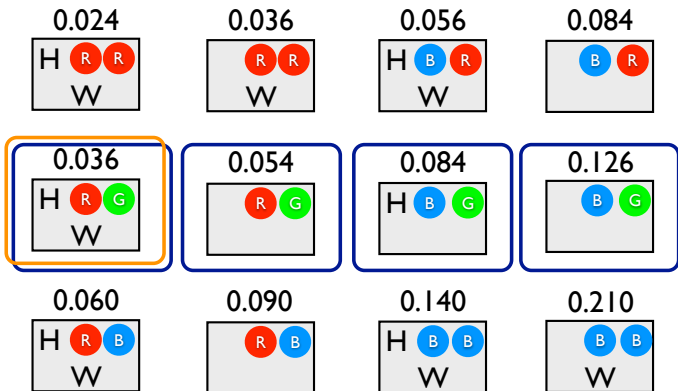 0.024 0.036 0.056 0.084
H R R R R H B R B R
W W W
0.036 0.054 0.084 0.126
H R G R G H B G B G
W
0.060 0.090 0.140 0.210
H R B R B H B B B B
W W W